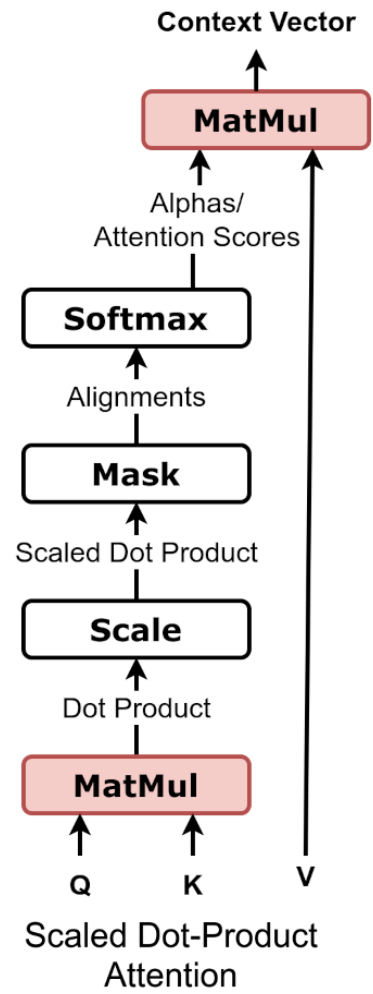 Context Vector
MatMul
Alphas/
Attention Scores
Softmax
Alignments
Mask
Scaled Dot Product
Scale
Dot Product
MatMul
Q K V
Scaled Dot-Product
Attention